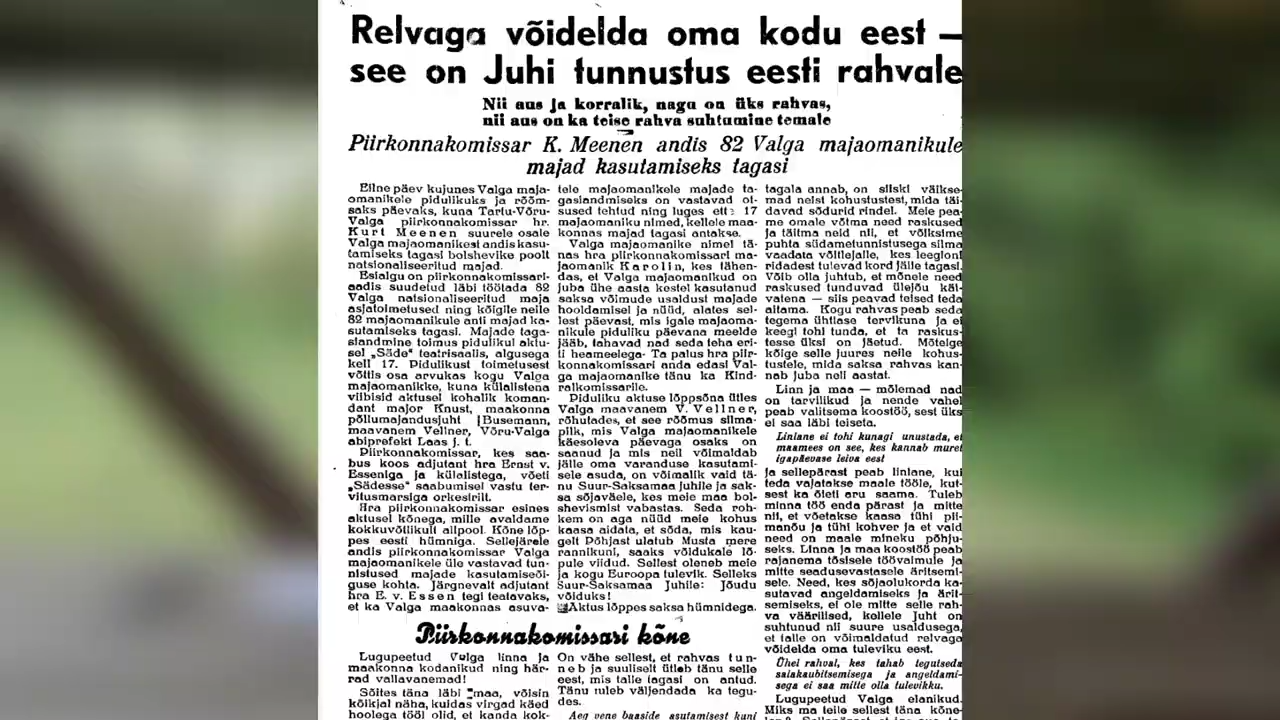 Relvaga võidelda oma kodu eest —
see on Juhi tunnustus eesti rahvale
Nii aus ja korralik, nagu on üks rahvas,
nii aus on ka teise rahva suhtumine temale
Piirkonnakomissar K. Meenen andis 82 Valga majaomanikule
majad kasutamiseks tagasi
Eilne päev kujunes Valga maja-
omanikele pidulikuks ja rõõm-
saks päevaks, kuna Tartu-Võru-
Valga piirkonnakomissar hr.
Kurt Meenen suurele osale
Valga majaomanikest andis kasu-
tamiseks tagasi bolshevike poolt
natsionaliseeritud majad.
Esialgu on piirkonnakomissari-
aadis suudetud läbi töötada 82
Valga natsionaliseeritud maja
asjatoimetused ning kõigile neile
82 majaomanikule anti majad ka-
sutamiseks tagasi. Majade taga-
siandmine toimus pidulikul aktu-
sel „Säde" teatrisaalis, algusega
kell 17. Pidulikust toimetusest
võttis osa arvukas kogu Valga
majaomanikke, kuna külalistena
viibisid aktusel kohalik koman-
dant major Knust, maakonna
põllumajandusjuht Busemann,
maavanem Vellner, Võru-Valga
abiprefekt Laas j. t.
Piirkonnakomissar, kes saa-
bus koos adjutant hra Ernst v.
Esseniga ja külalistega, võeti
„Sädesse" saabumisel vastu ter-
vitusmarsiga orkestrilt.
Hra piirkonnakomissar esines
aktusel kõnega, mille avaldame
kokkuvõtlikult allpool. Kõne lõp-
pes eesti hümniga. Sellejärele
andis piirkonnakomissar Valga
majaomanikele üle vastavad tun-
nistused majade kasutamiseõi-
guse kohta. Järgnevalt adjutant
hra E. v. Essen tegi teatavaks,
et ka Valga maakonnas asuva-
tele majaomanikele majade ta-
gasiandmiseks on vastavad ot-
sused tehtud ning luges ette 17
majaomaniku nimed, kellele maa-
konnas majad tagasi antakse.
Valga majaomanike nimel tä-
nas hra piirkonnakomissari ma-
jaomanik Karolin, kes tähen-
das, et Valga majaomanikud on
juba ühe aasta kestel kasutanud
saksa võimude usaldust majade
hooldamisel ja nüüd, alates sel-
lest päevast, mis igale majaoma-
nikule piduliku päevana meelde
jääb, tahavad nad seda teha eri-
ti heameelega. Ta palus hra piir-
konnakomissari anda edasi Val-
ga majaomanike tänu ka Kind-
ralkomissarile.
Piduliku aktuse lõppsõna ütles
Valga maavanem V. Vellner,
rõhutades, et see rõõmus silma-
pilk, mis Valga majaomanikele
käesoleva päevaga osaks on
saanud ja mis neil võimaldab
jälle oma varanduse kasutami-
sele asuda, on võimalik vaid tä-
nu Suur-Saksamaa Juhile ja sak-
sa sõjaväele, kes meie maa bol-
shevismist vabastas. Seda roh-
kem on aga nüüd meie kohus
kaasa aidata, et sõda, mis kau-
gelt Põhjast ulatub Musta mere
rannikuni, saaks võidukale lõ-
pule viidud. Sellest oleneb meie
ja kogu Euroopa tulevik. Selleks
Suur-Saksamaa Juhile: Jõudu
võiduks!
Aktus lõppes saksa hümnidega.
tagala annab, on siiski väikse-
mad neist kohustustest, mida täi-
davad sõdurid rindel. Meie pea-
me omale võtma need raskused
ja täitma neid nii, et võiksime
puhta südametunnistusega silma
vaadata võitlejaile, kes leegioni
ridadest tulevad kord jälle tagasi.
Võib olla juhtub, et mõnele need
raskused tunduvad ülejõu käi-
vatena — siis peavad teised teda
aitama. Kogu rahvas peab seda
tegema ühtlase tervikuna ja ei
keegi tohi tunda, et ta raskus-
tesse üksi on jäetud. Mõtelge
kõige selle juures neile kohus-
tustele, mida saksa rahvas kan-
nab juba neli aastat.
Linn ja maa — mõlemad nad
on tarvilikud ja nende vahel
peab valitsema koostöö, sest üks
ei saa läbi teiseta.
Linlane ei tohi kunagi unustada, et
maamees on see, kes kannab muret
igapäevase leiva eest
ja sellepärast peab linlane, kui
teda vajatakse maale tööle, kut-
sest ka õieti aru saama. Tuleb
minna töö enda pärast ja mitte
nii, et võetakse kaasa tühi pii-
manõu ja tühi kohver ja et vaid
need on maale mineku põhju-
seks. Linna ja maa koostöö peab
rajanema tõsisele töövaimule ja
mitte seadusevastasele äritsemi-
sele. Need, kes sõjaolukorda ka-
sutavad angeldamiseks ja ärit-
semiseks, ei ole mitte selle rah-
va väärilised, kellele Juht on
suhtunud nii suure usaldusega,
et talle on võimaldatud relvaga
võidelda oma tuleviku eest.
Ühel rahval, kes tahab tegutseda
salakaubitsemisega ja angeldami-
sega ei saa mitte olla tulevikku.
Lugupeetud Valga elanikud.
Miks ma teile sellest täna kõne-
Piirkonnakomissari kõne
Lugupeetud Valga linna ja
maakonna kodanikud ning här-
rad vallavanemad!
Sõites täna läbi maa, võisin
kõikjal näha, kuidas virgad käed
hoolega tööl olid, et kanda kok-
On vähe sellest, et rahvas tun-
neb ja suuliselt ütleb tänu selle
eest, mis talle tagasi on antud.
Tänu tuleb väljendada ka tegu-
des.
Aeg vene baaside asutamisest kuni